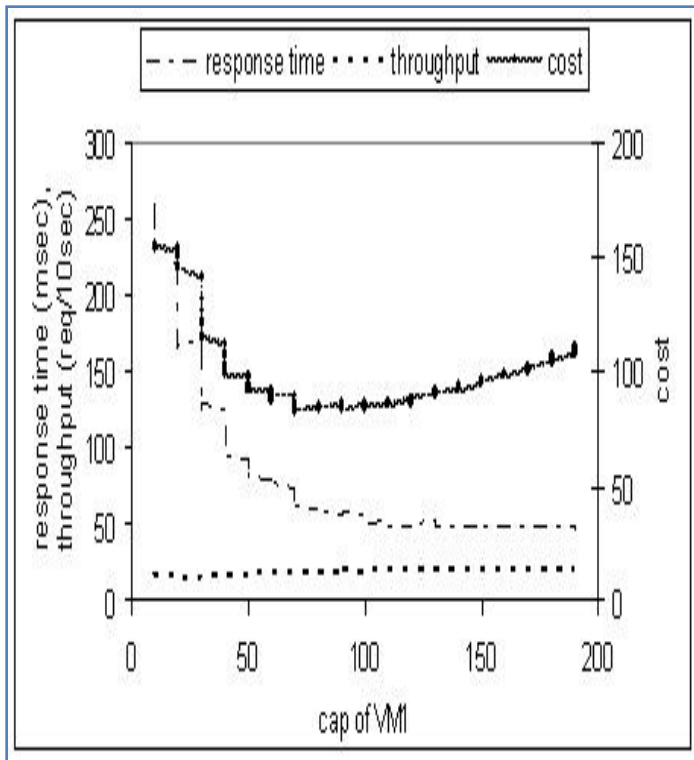 response time throughput cost
300
250
200
150
100
50
0
response time (msec),
throughput (req/10sec)
200
150
100
50
0
cost
0 50 100 150 200
cap of VM1